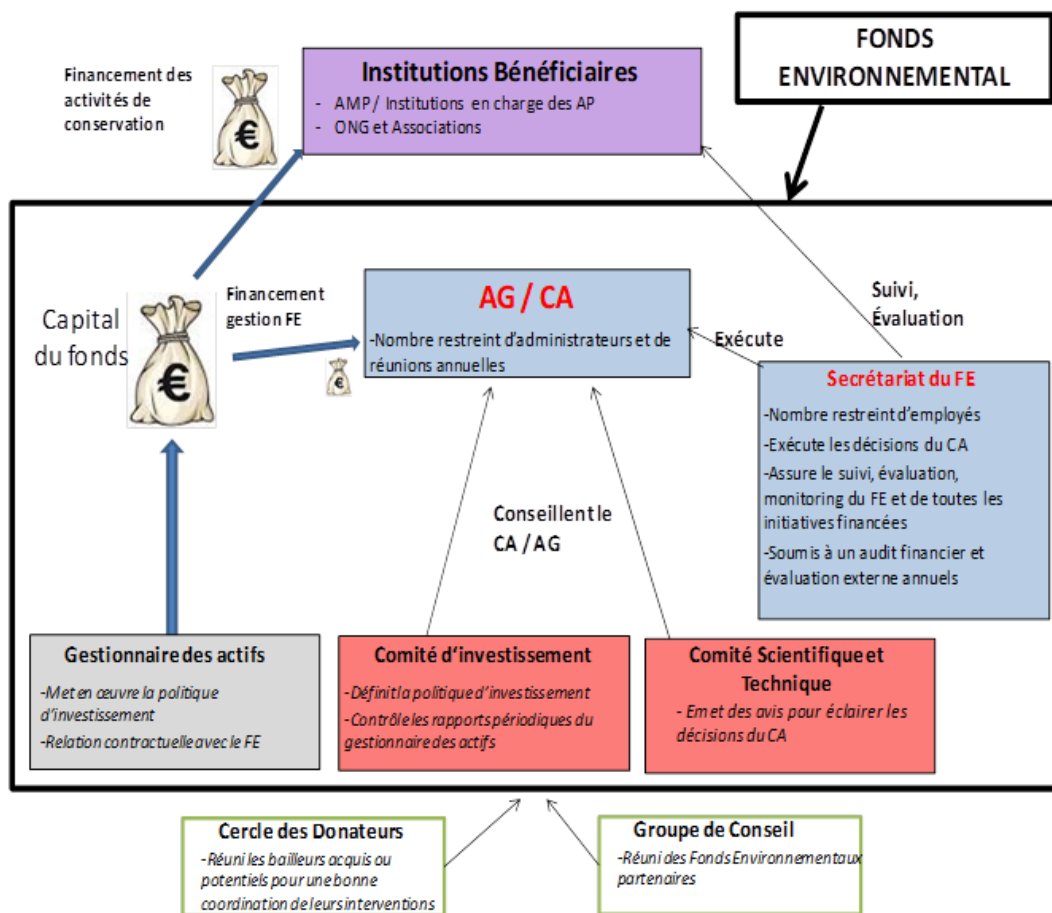 FONDS
ENVIRONNEMENTAL
Financement des
activités de
conservation
€
Institutions Bénéficiaires
- AMP / Institutions en charge des AP
- ONG et Associations
Capital
du fonds
€
Financement
gestion FE
€
AG / CA
-Nombre restreint d'administrateurs et de
réunions annuelles
Suivi,
Évaluation
Exécute
Secrétariat du FE
-Nombre restreint d'employés
-Exécute les décisions du CA
-Assure le suivi, évaluation,
monitoring du FE et de toutes les
initiatives financées
-Soumis à un audit financier et
évaluation externe annuels
Conseillent le
CA / AG
Gestionnaire des actifs
-Met en œuvre la politique
d'investissement
-Relation contractuelle avec le FE
Comité d'investissement
-Définit la politique d'investissement
-Contrôle les rapports périodiques du
gestionnaire des actifs
Comité Scientifique et
Technique
- Emet des avis pour éclairer les
décisions du CA
Cercle des Donateurs
-Réuni les bailleurs acquis ou
potentiels pour une bonne
coordination de leurs interventions
Groupe de Conseil
-Réuni des Fonds Environnementaux
partenaires